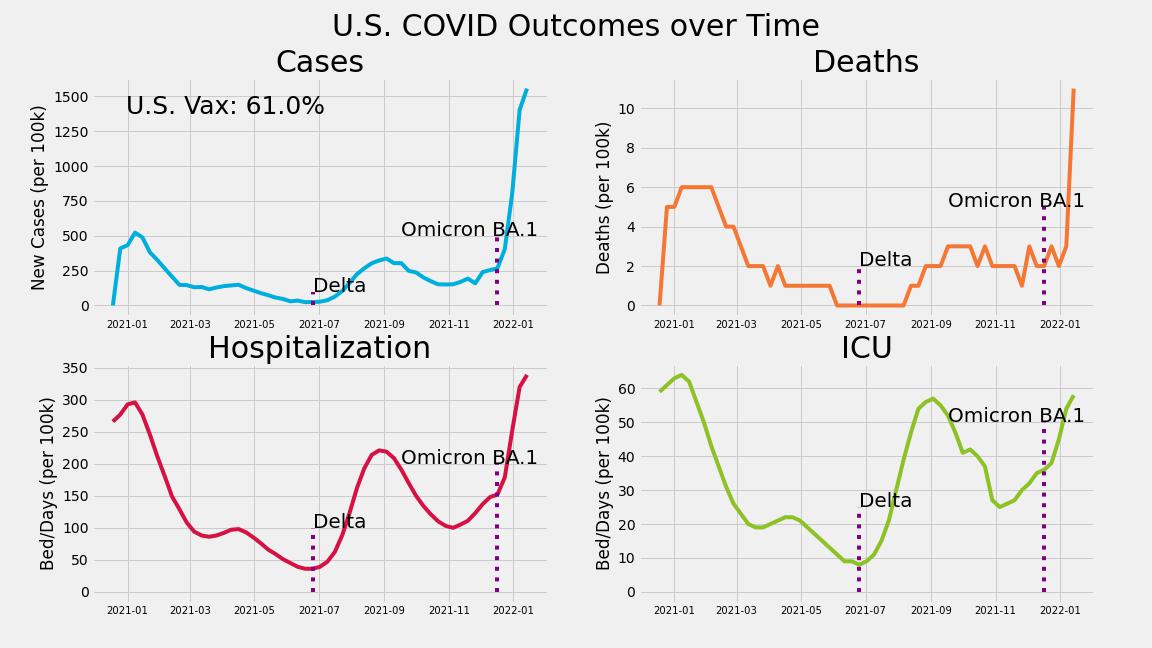 U.S. COVID Outcomes over Time
Cases
New Cases (per 100k)
1500
1250
1000
750
500
250
0
U.S. Vax: 61.0%
Omicron BA.1
Delta
2021-01 2021-03 2021-05 2021-07 2021-09 2021-11 2022-01
Deaths
Deaths (per 100k)
10
8
6
4
2
0
Omicron BA.1
Delta
2021-01 2021-03 2021-05 2021-07 2021-09 2021-11 2022-01
Hospitalization
Bed/Days (per 100k)
350
300
250
200
150
100
50
0
Omicron BA.1
Delta
2021-01 2021-03 2021-05 2021-07 2021-09 2021-11 2022-01
ICU
Bed/Days (per 100k)
60
50
40
30
20
10
0
Omicron BA.1
Delta
2021-01 2021-03 2021-05 2021-07 2021-09 2021-11 2022-01